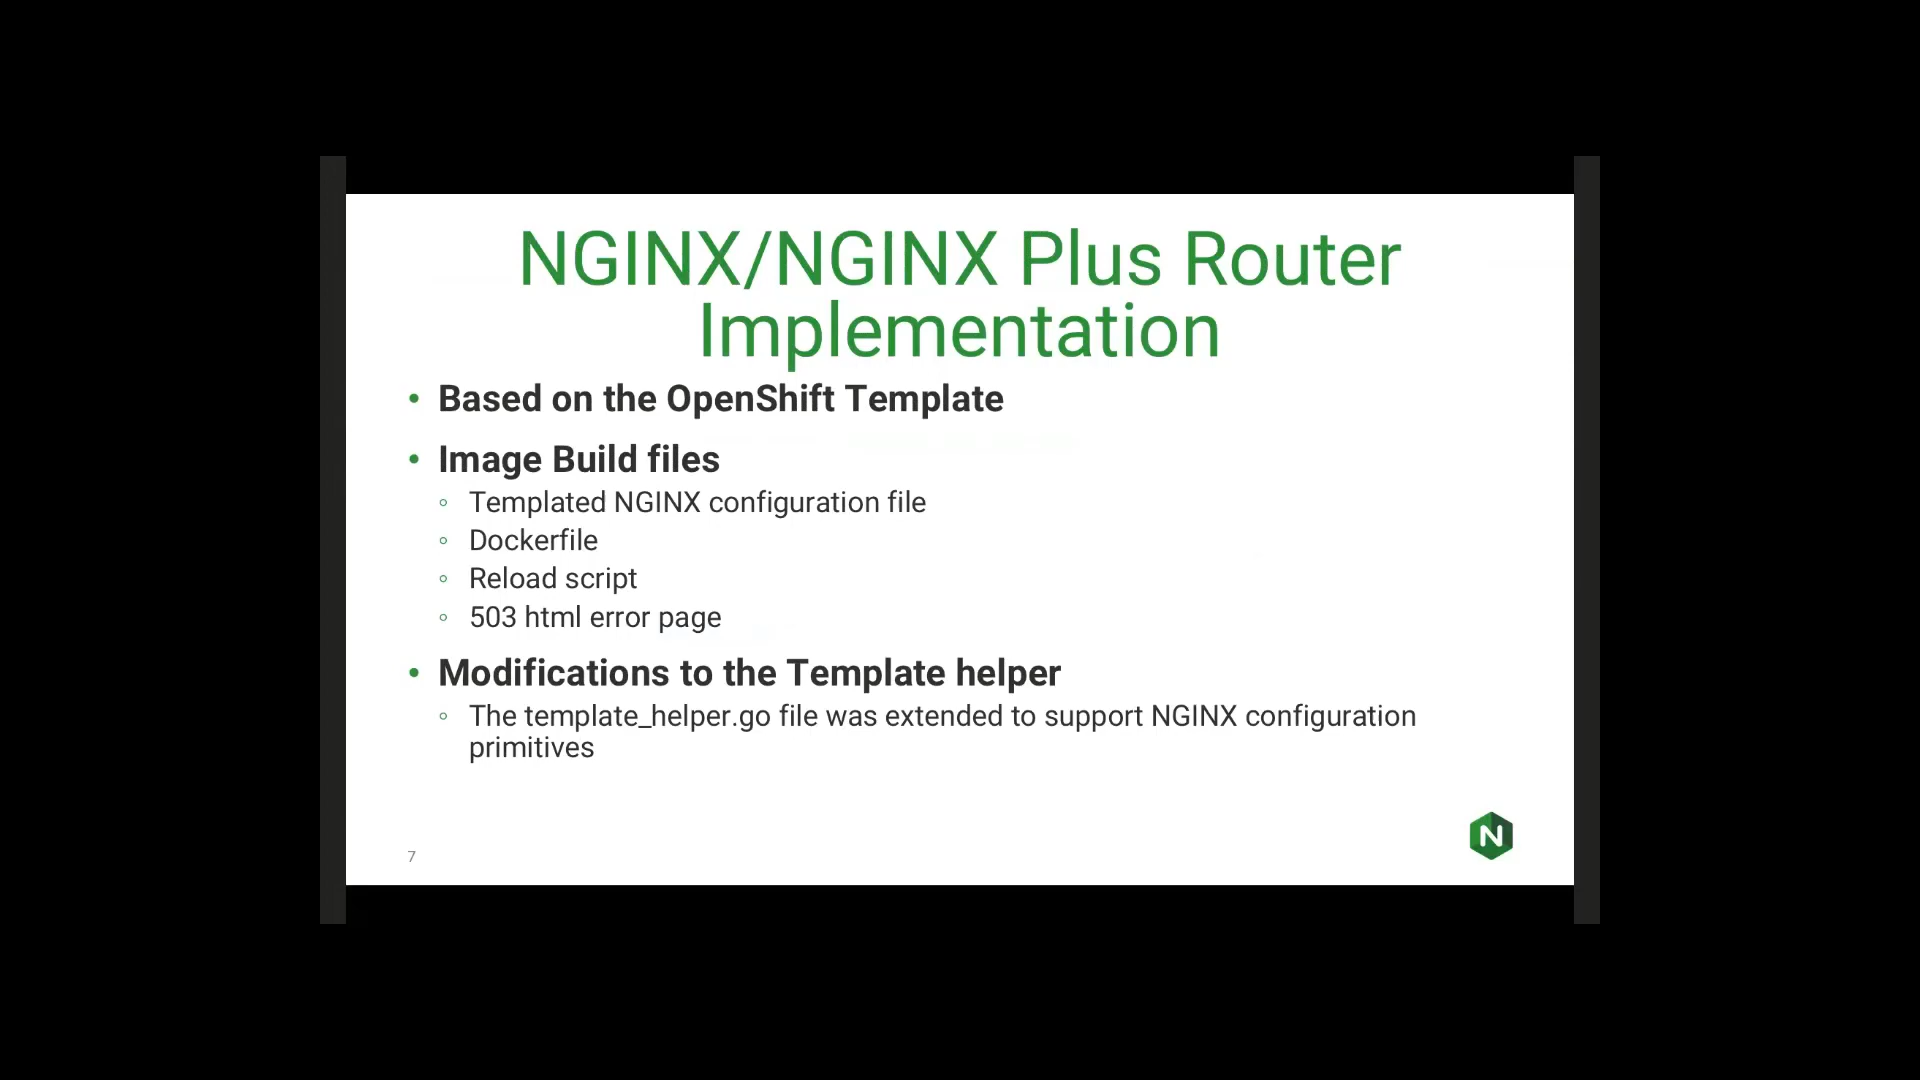 NGINX/NGINX Plus Router
Implementation
• Based on the OpenShift Template
• Image Build files
◦ Templated NGINX configuration file
◦ Dockerfile
◦ Reload script
◦ 503 html error page
• Modifications to the Template helper
◦ The template_helper.go file was extended to support NGINX configuration
primitives
7
N